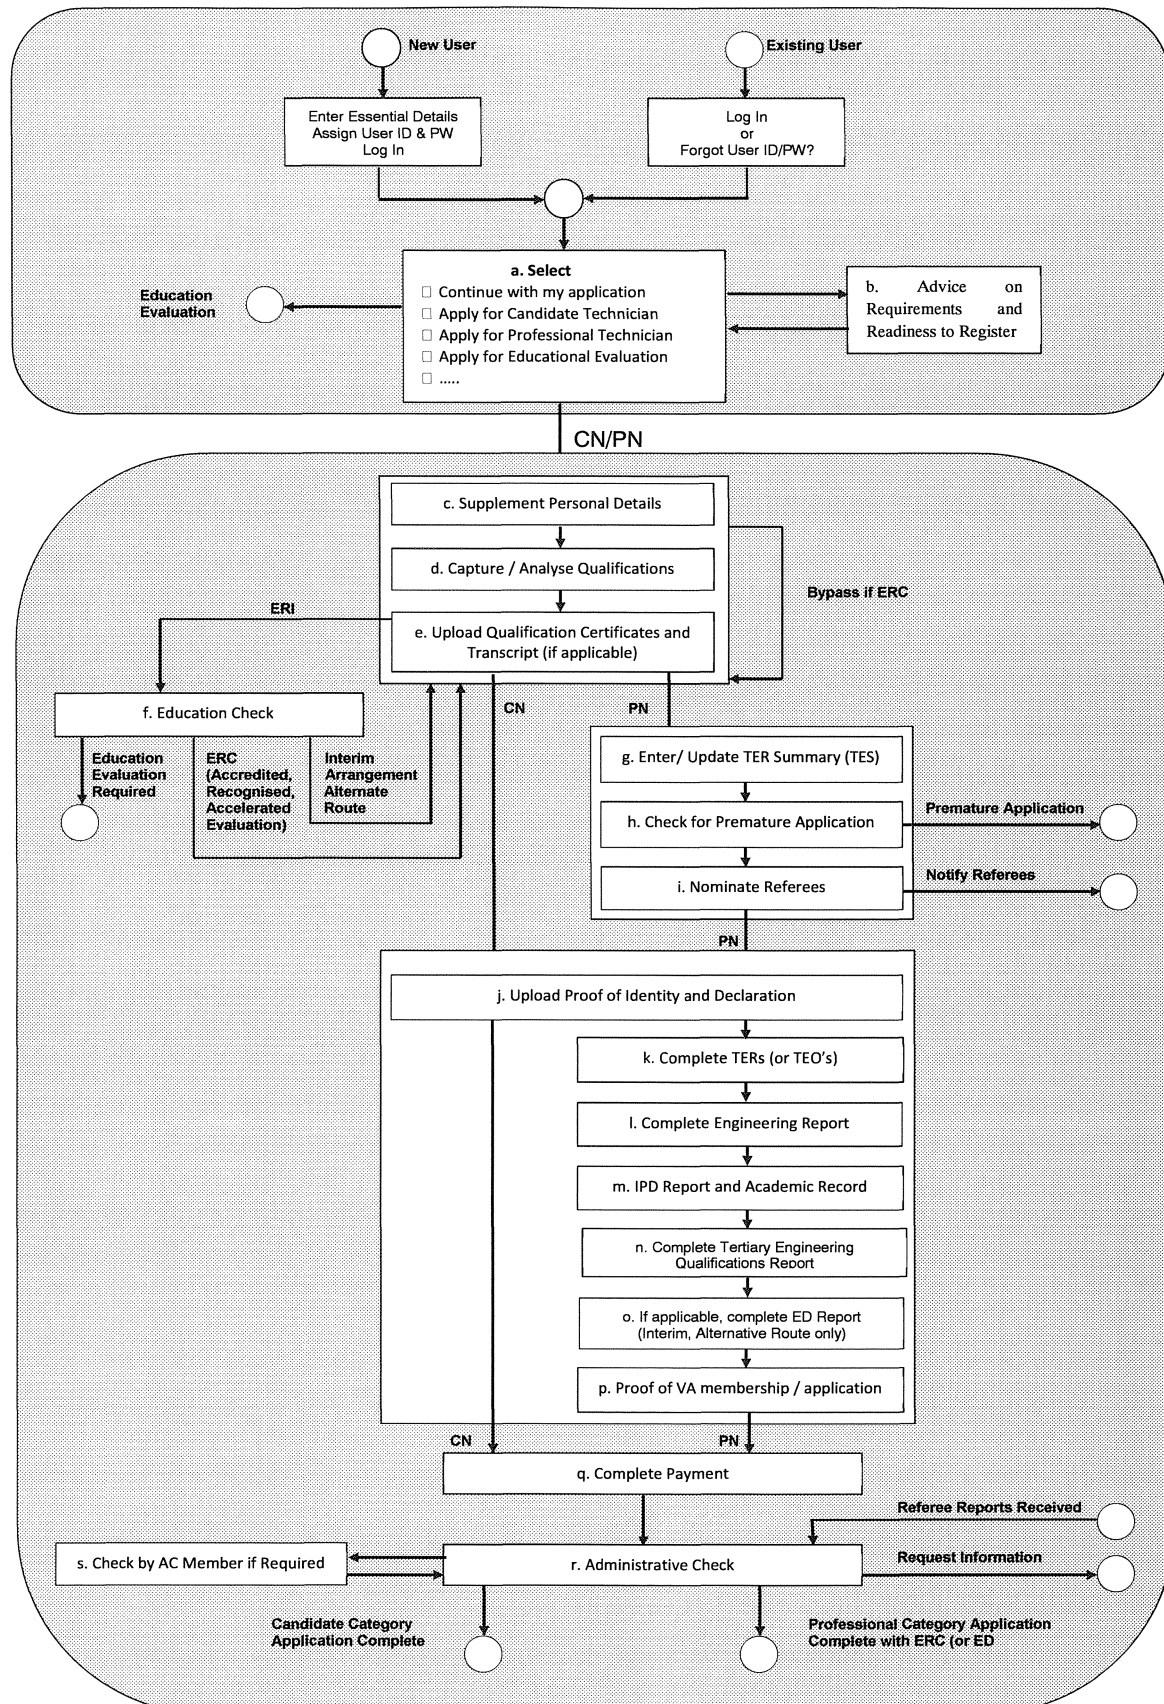 New User
Existing User
Enter Essential Details
Assign User ID & PW
Log In
Log In
or
Forgot User ID/PW?
a. Select
☐ Continue with my application
☐ Apply for Candidate Technician
☐ Apply for Professional Technician
☐ Apply for Educational Evaluation
☐ .....
Education
Evaluation
b. Advice on
Requirements and
Readiness to Register
CN/PN
c. Supplement Personal Details
d. Capture / Analyse Qualifications
Bypass if ERC
ERI
e. Upload Qualification Certificates and
Transcript (if applicable)
CN
PN
f. Education Check
Education
Evaluation
Required
ERC
(Accredited,
Recognised,
Accelerated
Evaluation)
Interim
Arrangement
Alternate
Route
g. Enter/ Update TER Summary (TES)
h. Check for Premature Application
Premature Application
i. Nominate Referees
Notify Referees
PN
j. Upload Proof of Identity and Declaration
k. Complete TERs (or TEO's)
l. Complete Engineering Report
m. IPD Report and Academic Record
n. Complete Tertiary Engineering
Qualifications Report
o. If applicable, complete ED Report
(Interim, Alternative Route only)
p. Proof of VA membership / application
CN
PN
q. Complete Payment
Referee Reports Received
s. Check by AC Member if Required
r. Administrative Check
Request Information
Candidate Category
Application Complete
Professional Category Application
Complete with ERC (or ED